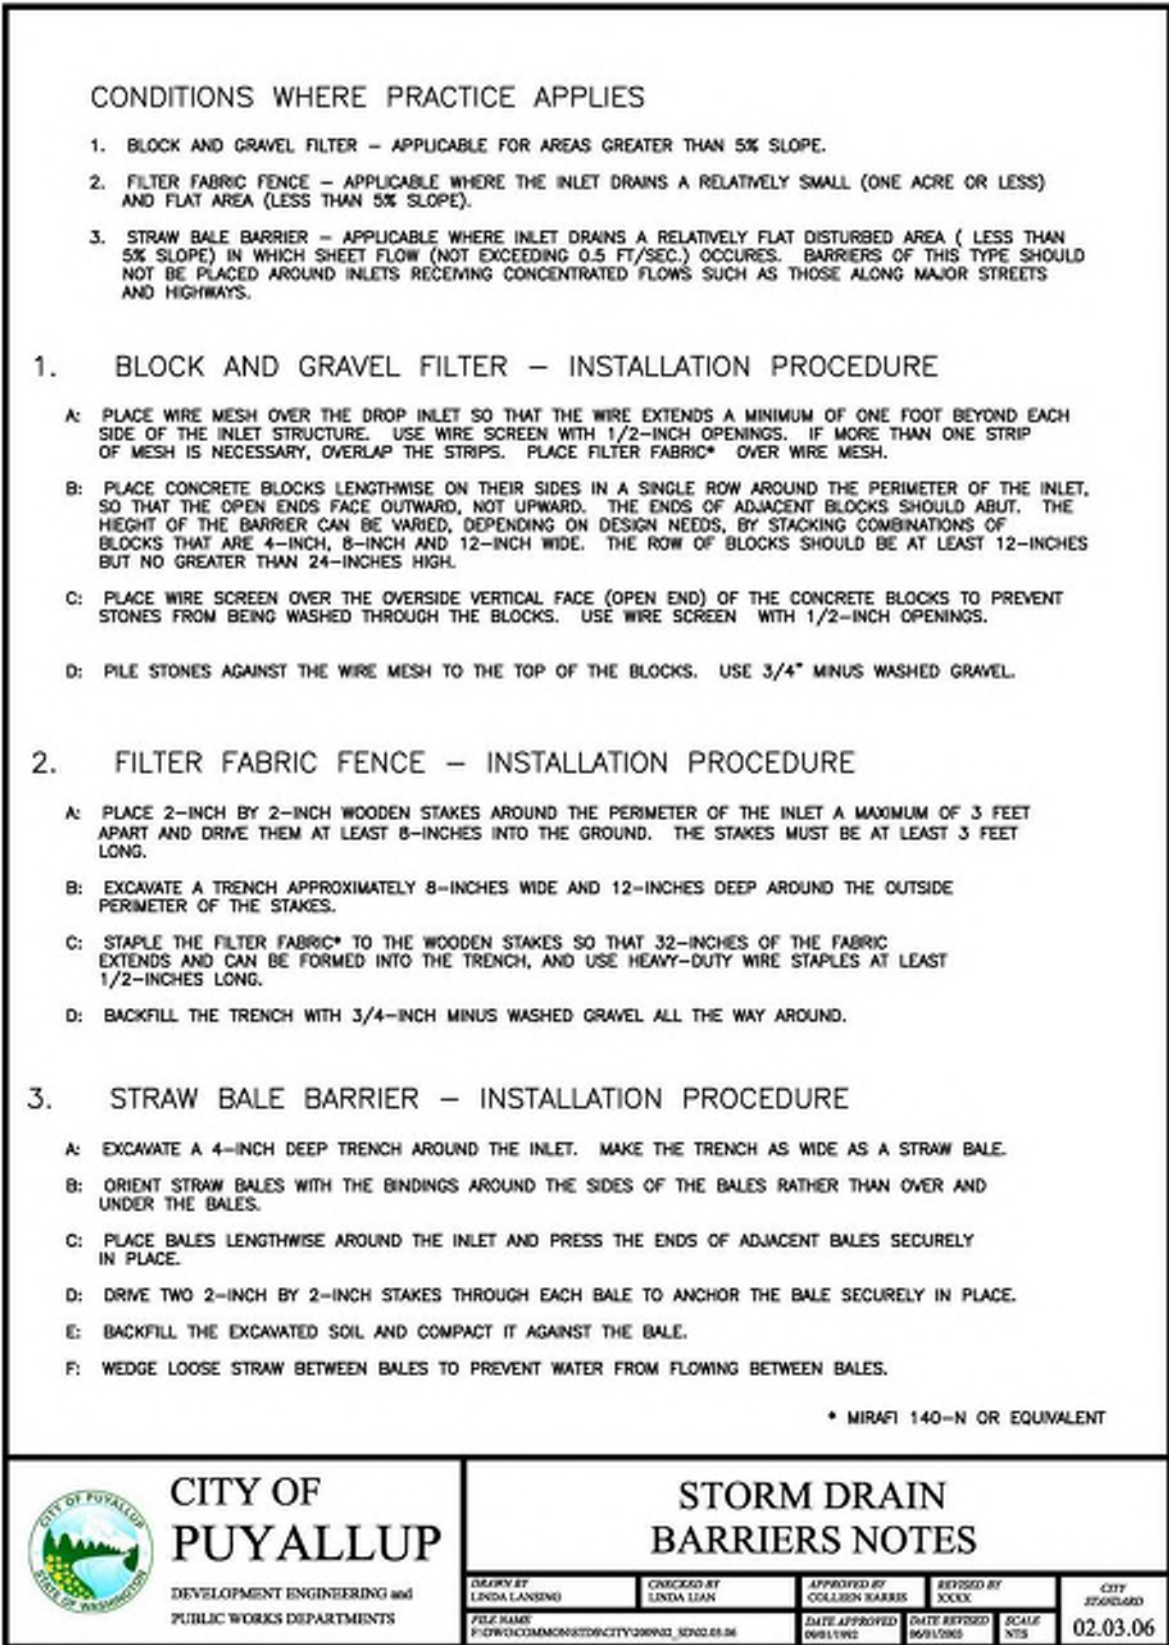 CONDITIONS WHERE PRACTICE APPLIES
1. BLOCK AND GRAVEL FILTER – APPLICABLE FOR AREAS GREATER THAN 5% SLOPE.
2. FILTER FABRIC FENCE – APPLICABLE WHERE THE INLET DRAINS A RELATIVELY SMALL (ONE ACRE OR LESS)
AND FLAT AREA (LESS THAN 5% SLOPE).
3. STRAW BALE BARRIER – APPLICABLE WHERE INLET DRAINS A RELATIVELY FLAT DISTURBED AREA ( LESS THAN
5% SLOPE) IN WHICH SHEET FLOW (NOT EXCEEDING 0.5 FT/SEC.) OCCURES. BARRIERS OF THIS TYPE SHOULD
NOT BE PLACED AROUND INLETS RECEIVING CONCENTRATED FLOWS SUCH AS THOSE ALONG MAJOR STREETS
AND HIGHWAYS.
1. BLOCK AND GRAVEL FILTER – INSTALLATION PROCEDURE
A: PLACE WIRE MESH OVER THE DROP INLET SO THAT THE WIRE EXTENDS A MINIMUM OF ONE FOOT BEYOND EACH
SIDE OF THE INLET STRUCTURE. USE WIRE SCREEN WITH 1/2-INCH OPENINGS. IF MORE THAN ONE STRIP
OF MESH IS NECESSARY, OVERLAP THE STRIPS. PLACE FILTER FABRIC* OVER WIRE MESH.
B: PLACE CONCRETE BLOCKS LENGTHWISE ON THEIR SIDES IN A SINGLE ROW AROUND THE PERIMETER OF THE INLET,
SO THAT THE OPEN ENDS FACE OUTWARD, NOT UPWARD. THE ENDS OF ADJACENT BLOCKS SHOULD ABUT. THE
HIEGHT OF THE BARRIER CAN BE VARIED, DEPENDING ON DESIGN NEEDS, BY STACKING COMBINATIONS OF
BLOCKS THAT ARE 4-INCH, 8-INCH AND 12-INCH WIDE. THE ROW OF BLOCKS SHOULD BE AT LEAST 12-INCHES
BUT NO GREATER THAN 24-INCHES HIGH.
C: PLACE WIRE SCREEN OVER THE OVERSIDE VERTICAL FACE (OPEN END) OF THE CONCRETE BLOCKS TO PREVENT
STONES FROM BEING WASHED THROUGH THE BLOCKS. USE WIRE SCREEN WITH 1/2-INCH OPENINGS.
D: PILE STONES AGAINST THE WIRE MESH TO THE TOP OF THE BLOCKS. USE 3/4" MINUS WASHED GRAVEL.
2. FILTER FABRIC FENCE – INSTALLATION PROCEDURE
A: PLACE 2-INCH BY 2-INCH WOODEN STAKES AROUND THE PERIMETER OF THE INLET A MAXIMUM OF 3 FEET
APART AND DRIVE THEM AT LEAST 8-INCHES INTO THE GROUND. THE STAKES MUST BE AT LEAST 3 FEET
LONG.
B: EXCAVATE A TRENCH APPROXIMATELY 8-INCHES WIDE AND 12-INCHES DEEP AROUND THE OUTSIDE
PERIMETER OF THE STAKES.
C: STAPLE THE FILTER FABRIC* TO THE WOODEN STAKES SO THAT 32-INCHES OF THE FABRIC
EXTENDS AND CAN BE FORMED INTO THE TRENCH, AND USE HEAVY-DUTY WIRE STAPLES AT LEAST
1/2-INCHES LONG.
D: BACKFILL THE TRENCH WITH 3/4-INCH MINUS WASHED GRAVEL ALL THE WAY AROUND.
3. STRAW BALE BARRIER – INSTALLATION PROCEDURE
A: EXCAVATE A 4-INCH DEEP TRENCH AROUND THE INLET. MAKE THE TRENCH AS WIDE AS A STRAW BALE.
B: ORIENT STRAW BALES WITH THE BINDINGS AROUND THE SIDES OF THE BALES RATHER THAN OVER AND
UNDER THE BALES.
C: PLACE BALES LENGTHWISE AROUND THE INLET AND PRESS THE ENDS OF ADJACENT BALES SECURELY
IN PLACE.
D: DRIVE TWO 2-INCH BY 2-INCH STAKES THROUGH EACH BALE TO ANCHOR THE BALE SECURELY IN PLACE.
E: BACKFILL THE EXCAVATED SOIL AND COMPACT IT AGAINST THE BALE.
F: WEDGE LOOSE STRAW BETWEEN BALES TO PREVENT WATER FROM FLOWING BETWEEN BALES.
* MIRAFI 140-N OR EQUIVALENT
CITY OF PUYALLUP
STATE OF WASHINGTON
CITY OF
PUYALLUP
DEVELOPMENT ENGINEERING and
PUBLIC WORKS DEPARTMENTS
STORM DRAIN
BARRIERS NOTES
DRAWN BY
LINDA LANSING
CHECKED BY
LINDA LIAN
APPROVED BY
COLLEEN HARRIS
REVISED BY
XXXX
FILE NAME
DATE APPROVED
09/01/1992
DATE REVISED
06/01/2005
SCALE
NTS
CITY
STANDARD
02.03.06